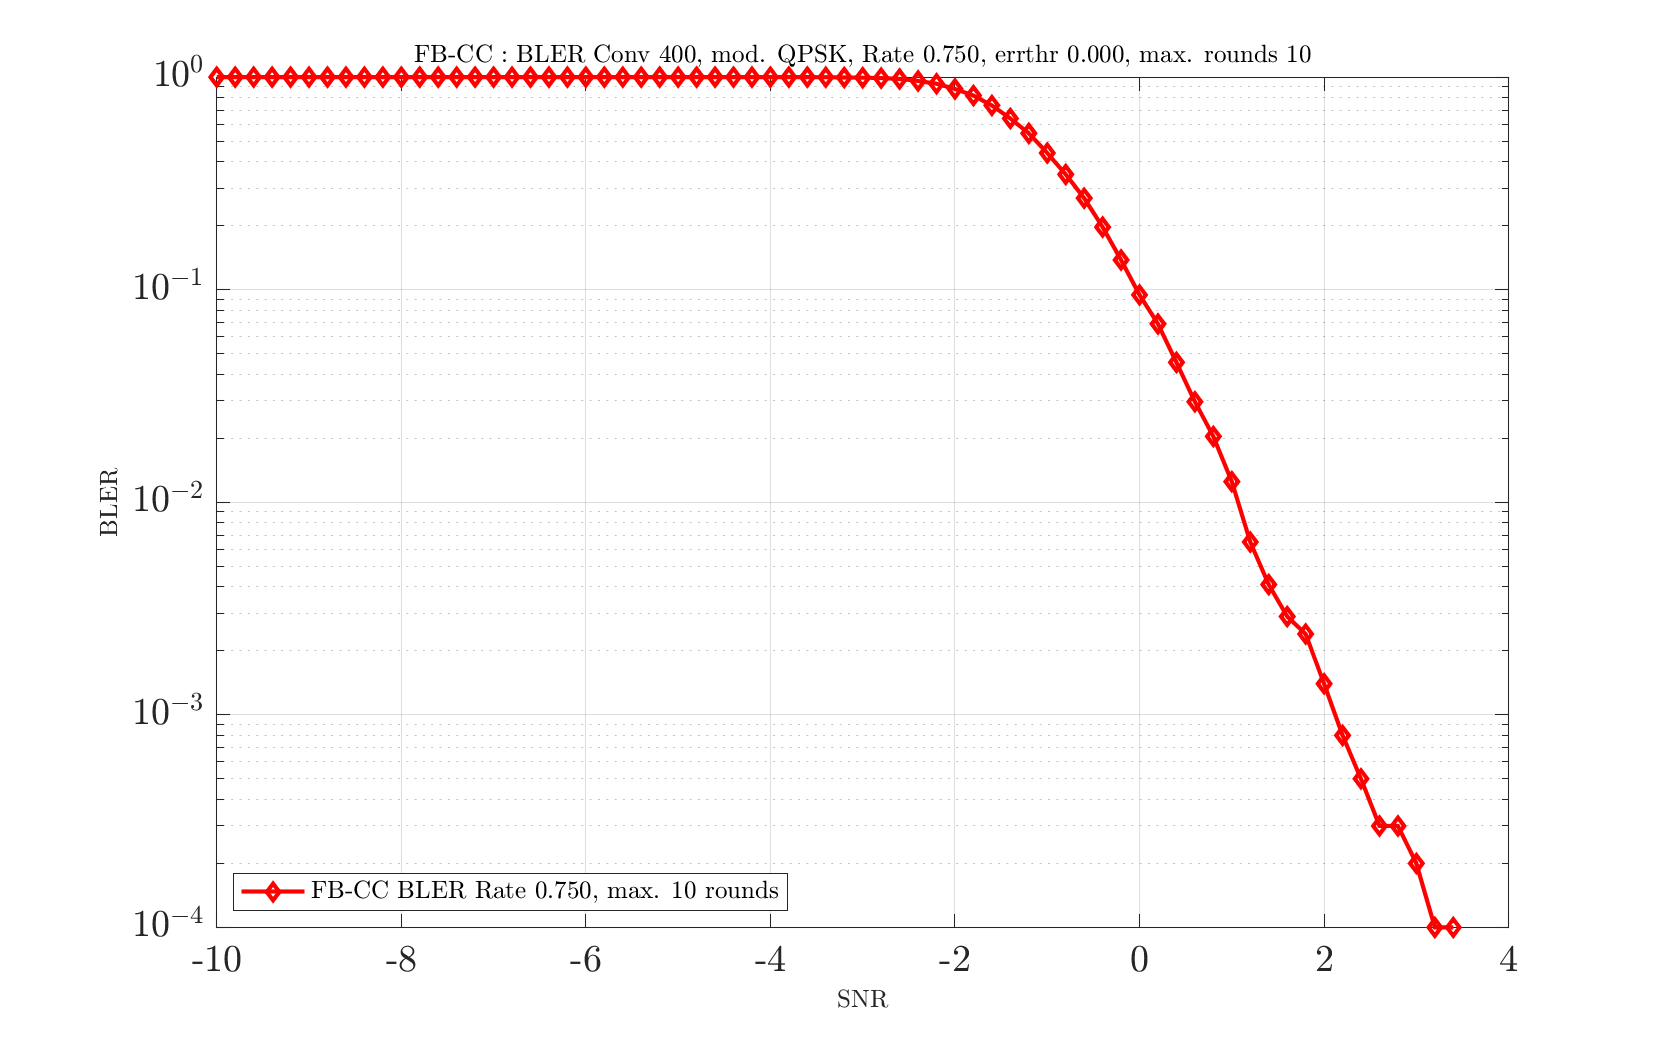 FB-CC : BLER Conv 400, mod. QPSK, Rate 0.750, errthr 0.000, max. rounds 10
10^0
10^-1
10^-2
10^-3
10^-4
BLER
FB-CC BLER Rate 0.750, max. 10 rounds
-10 -8 -6 -4 -2 0 2 4
SNR